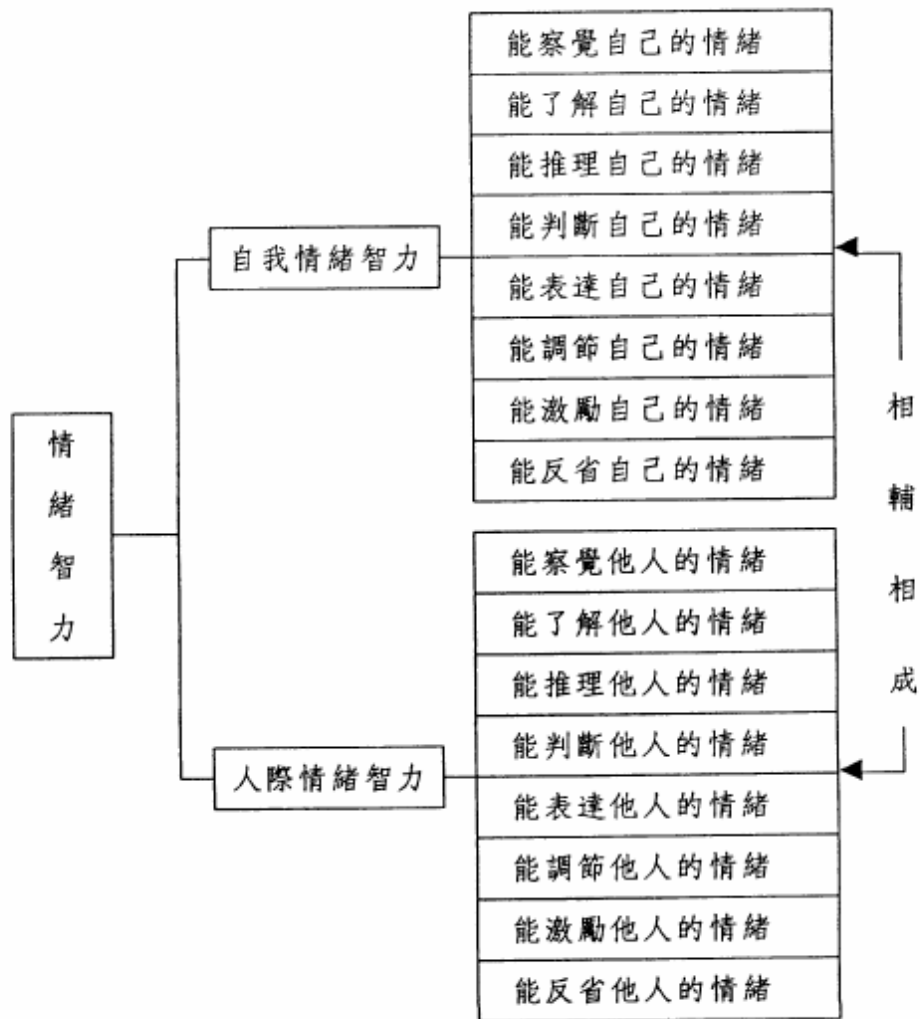 情緒智力
自我情緒智力
能察覺自己的情緒
能了解自己的情緒
能推理自己的情緒
能判斷自己的情緒
能表達自己的情緒
能調節自己的情緒
能激勵自己的情緒
能反省自己的情緒
人際情緒智力
能察覺他人的情緒
能了解他人的情緒
能推理他人的情緒
能判斷他人的情緒
能表達他人的情緒
能調節他人的情緒
能激勵他人的情緒
能反省他人的情緒
相輔相成